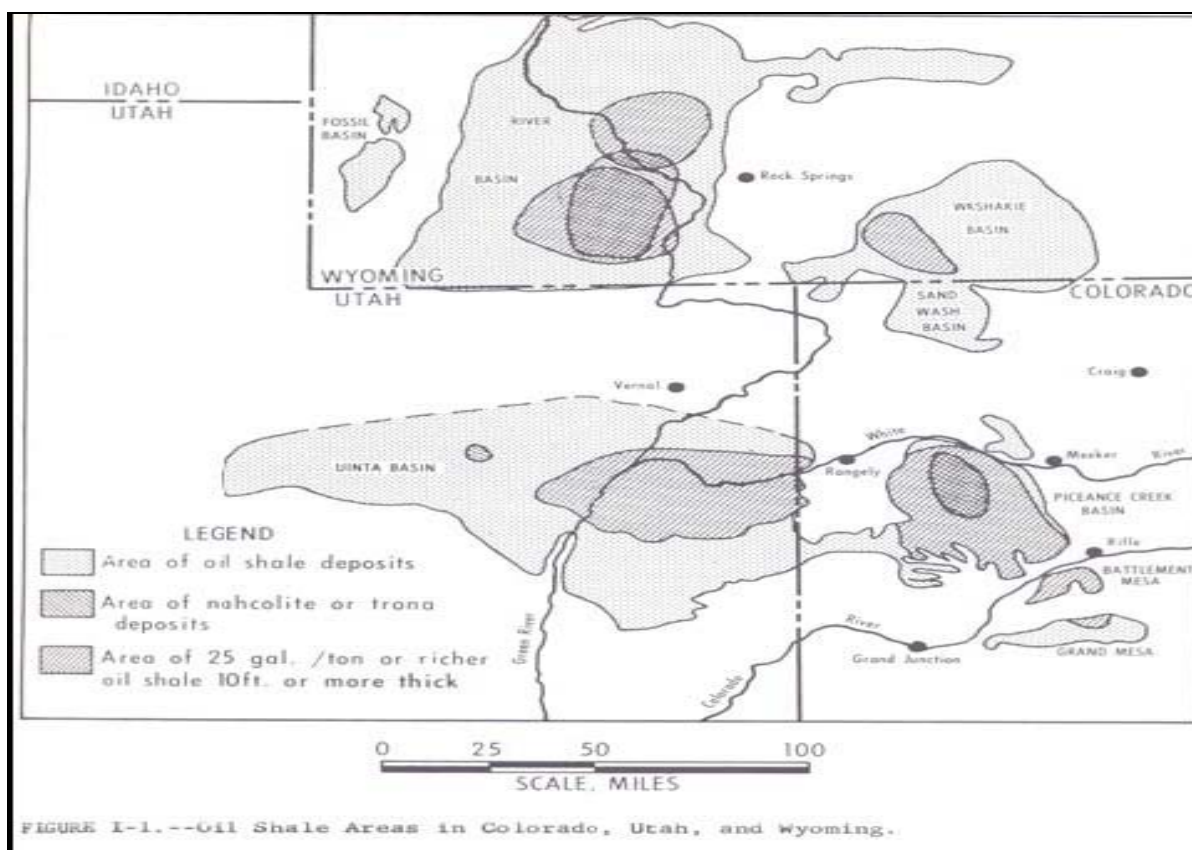 IDAHO
UTAH
FOSSIL
BASIN
RIVER
BASIN
Rock Springs
WASHAKIE
BASIN
WYOMING
UTAH
COLORADO
SAND
WASH
BASIN
Craig
Vernal
White
River
UINTA BASIN
Rangely
Meeker
PICEANCE CREEK
BASIN
Rifle
BATTLEMENT
MESA
River
Colorado
Green River
Grand Junction
GRAND MESA
LEGEND
Area of oil shale deposits
Area of nahcolite or trona
deposits
Area of 25 gal. /ton or richer
oil shale 10ft. or more thick
0 25 50 100
SCALE, MILES
FIGURE I-1.--Oil Shale Areas in Colorado, Utah, and Wyoming.